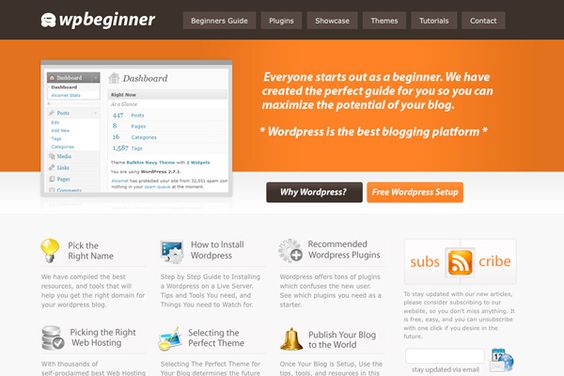 wpbeginner
Beginners Guide
Plugins
Showcase
Themes
Tutorials
Contact
Dashboard
Dashboard
Akismet Stats
Posts
Edit
Add New
Tags
Categories
Media
Links
Pages
Comments
Dashboard
Right Now
At a Glance
447 Posts
8 Pages
16 Categories
1,587 Tags
Theme Balkhis Navy Theme with 2 Widgets
You are using WordPress 2.7.1.
Akismet has protected your site from 32,551 spam com
nothing in your spam queue at the moment.
Everyone starts out as a beginner. We have
created the perfect guide for you so you can
maximize the potential of your blog.
* Wordpress is the best blogging platform *
Why Wordpress?
Free Wordpress Setup
Pick the
Right Name
We have compiled the best
resources, and tools that will
help you get the right domain for
your wordpress blog.
How to Install
Wordpress
Step by Step Guide to Installing
a Wordpress on a Live Server.
Tips and Tools You need, and
Things You need to Watch for.
Recommended
Wordpress Plugins
Wordpress offers tons of plugins
which confuses the new user.
See which plugins you need as a
starter.
subs cribe
To stay updated with our new articles,
please consider subscribing to our
website, so you don't miss anything. It
is free, easy, and you can unsubscribe
with one click if you desire in the
future.
12
stay updated via email
Picking the Right
Web Hosting
With thousands of
self-proclaimed best Web Hosting
Selecting the
Perfect Theme
Selecting The Perfect Theme for
Your Blog determines the future
Publish Your Blog
to the World
Once Your Blog is Setup, Use the
tips, tools, and resources in this